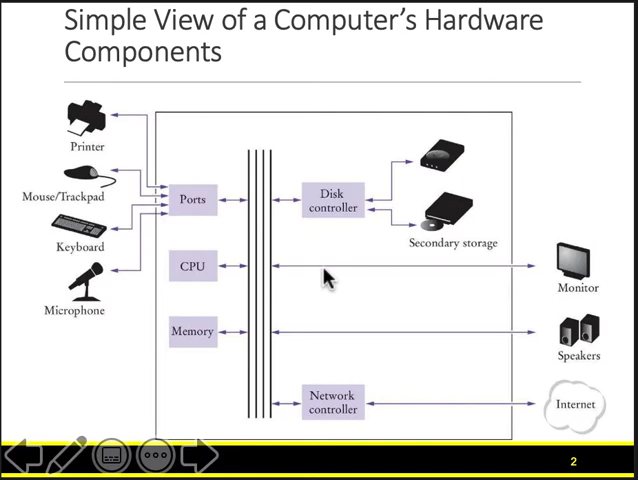 Simple View of a Computer’s Hardware
Components
Printer
Mouse/Trackpad
Keyboard
Microphone
Ports
CPU
Memory
Disk
controller
Secondary storage
Monitor
Speakers
Network
controller
Internet
2